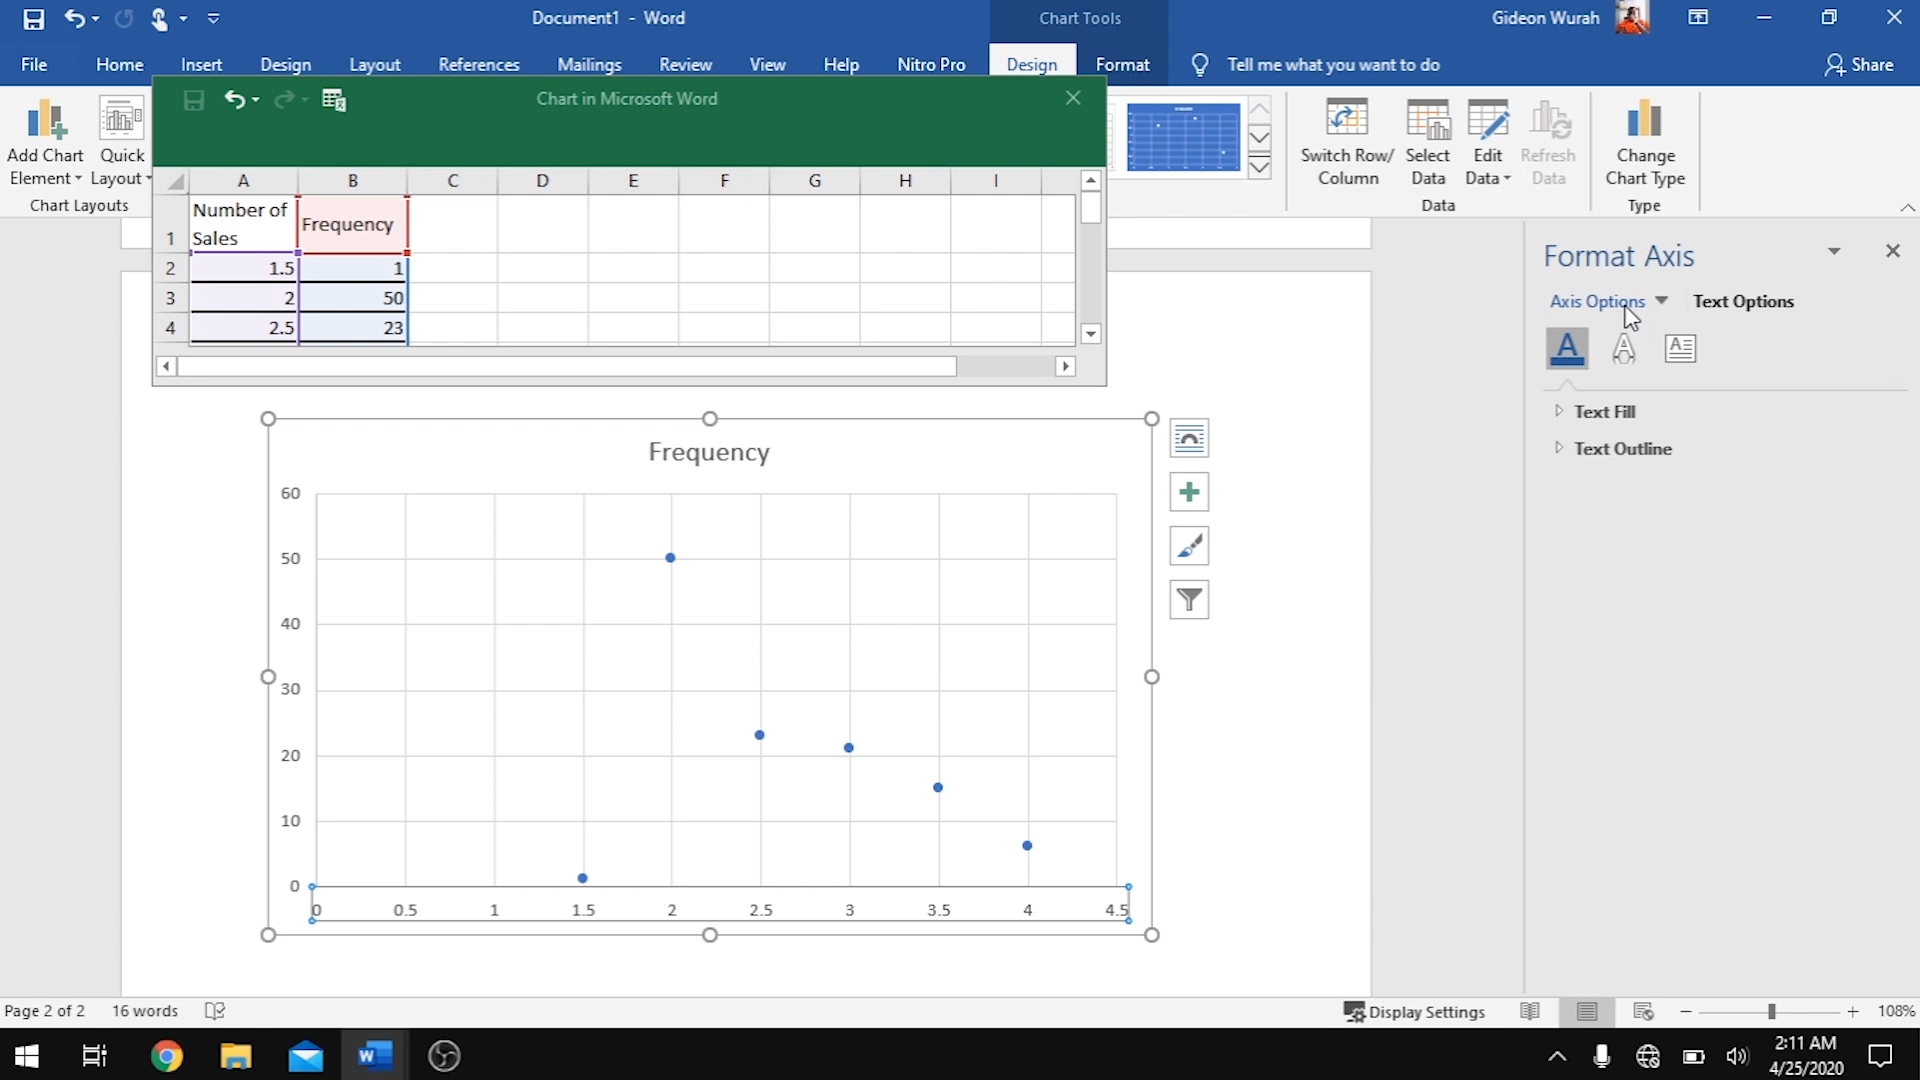 Document1 - Word
Chart Tools
Gideon Wurah
File Home Insert Design Layout References Mailings Review View Help Nitro Pro Design Format Tell me what you want to do Share
Chart in Microsoft Word
Add Chart Element
Quick Layout
Chart Layouts
Switch Row/ Column
Select Data
Edit Data
Refresh Data
Data
Change Chart Type
Type
A B C D E F G H I
1 Number of Sales Frequency
2 1.5 1
3 2 50
4 2.5 23
Format Axis
Axis Options Text Options
Text Fill
Text Outline
Frequency
60
50
40
30
20
10
0
0 0.5 1 1.5 2 2.5 3 3.5 4 4.5
Page 2 of 2 16 words Display Settings 108%
2:11 AM
4/25/2020